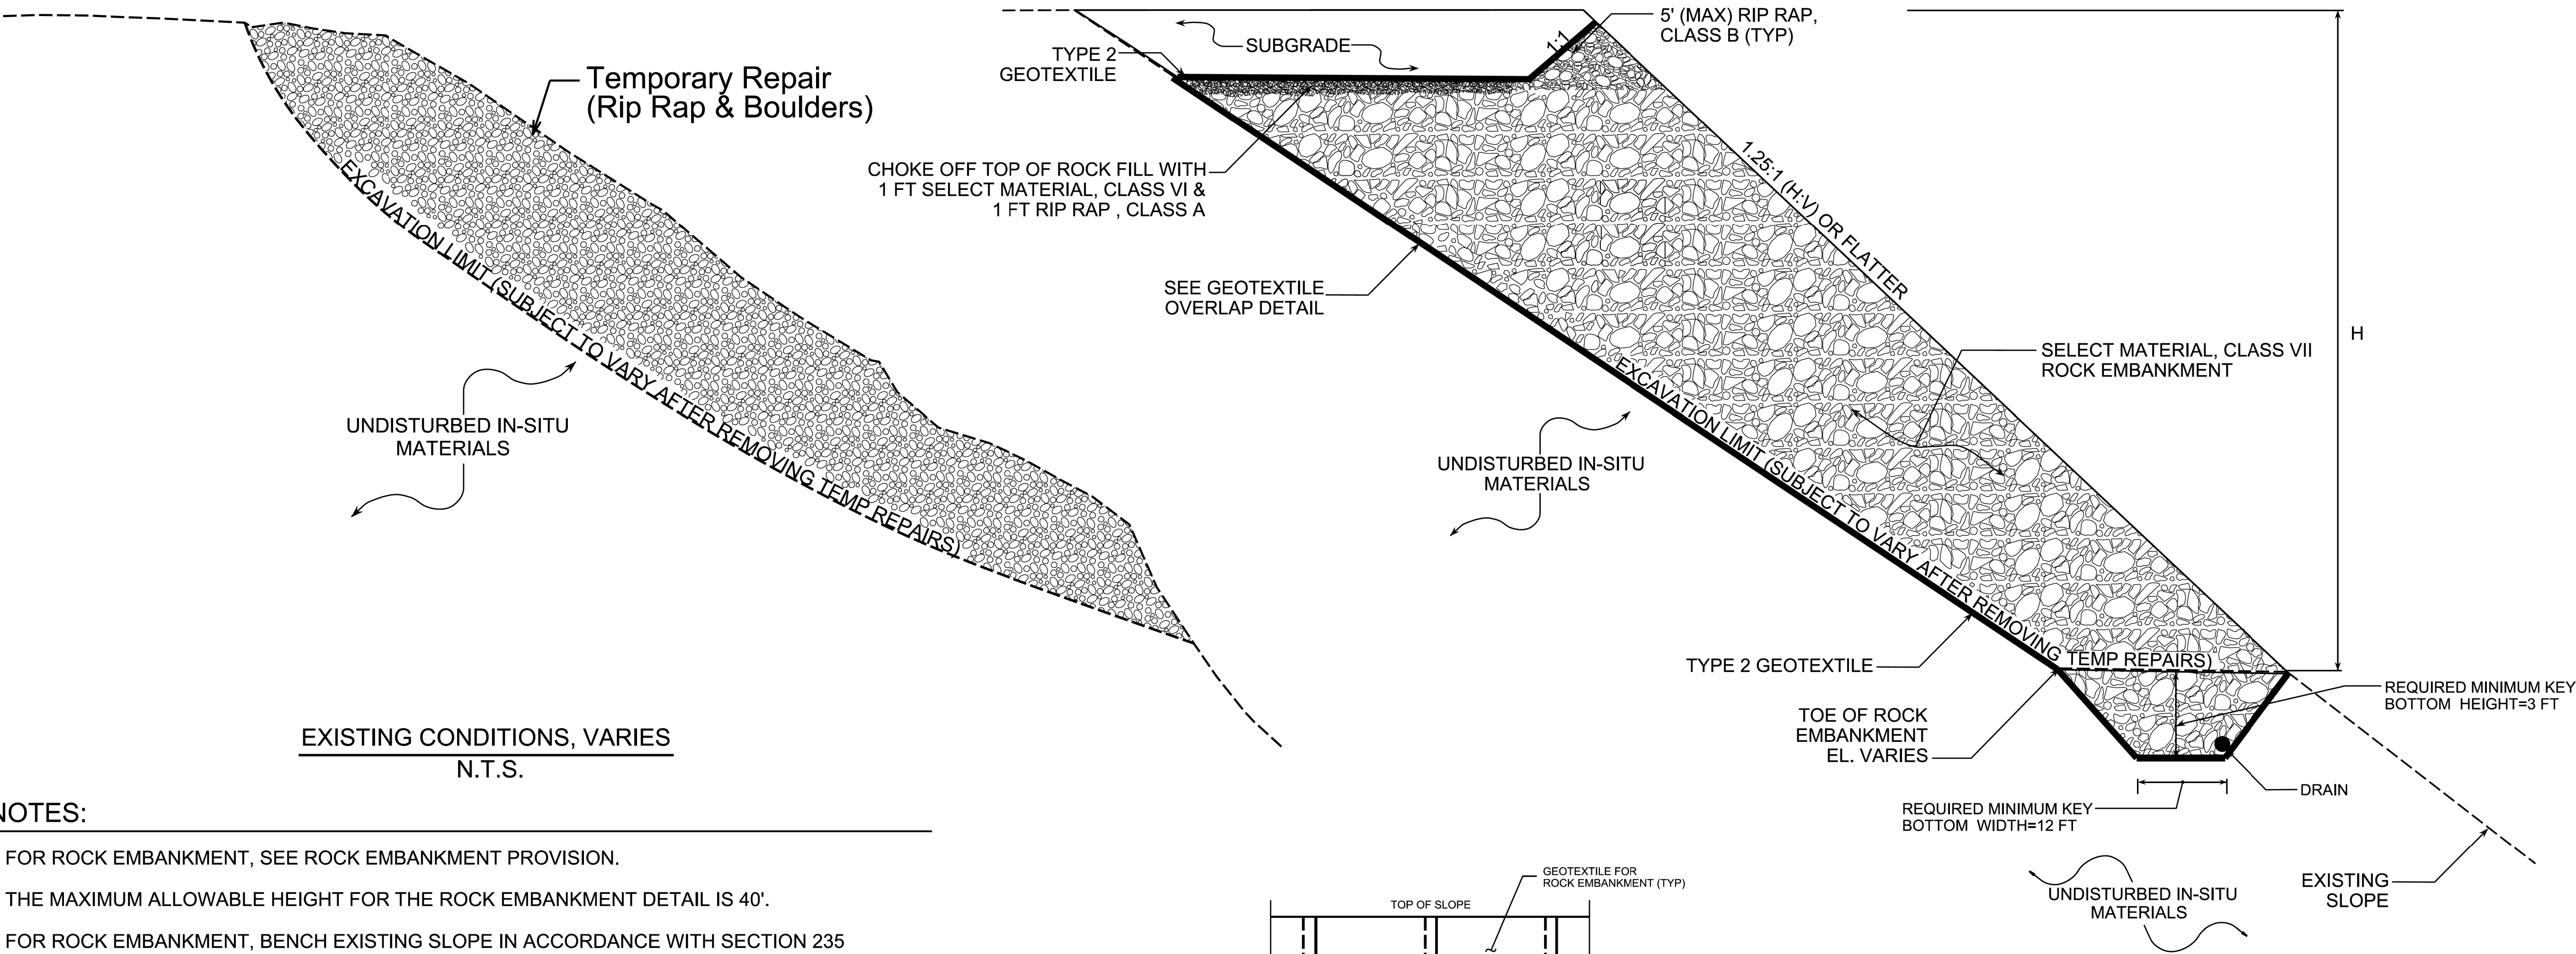 Temporary Repair
(Rip Rap & Boulders)
EXCAVATION LIMIT (SUBJECT TO VARY AFTER REMOVING TEMP REPAIRS)
UNDISTURBED IN-SITU
MATERIALS
EXISTING CONDITIONS, VARIES
N.T.S.
NOTES:
FOR ROCK EMBANKMENT, SEE ROCK EMBANKMENT PROVISION.
THE MAXIMUM ALLOWABLE HEIGHT FOR THE ROCK EMBANKMENT DETAIL IS 40'.
FOR ROCK EMBANKMENT, BENCH EXISTING SLOPE IN ACCORDANCE WITH SECTION 235
SUBGRADE
TYPE 2
GEOTEXTILE
1:1
5' (MAX) RIP RAP,
CLASS B (TYP)
CHOKE OFF TOP OF ROCK FILL WITH
1 FT SELECT MATERIAL, CLASS VI &
1 FT RIP RAP , CLASS A
1.25:1 (H:V) OR FLATTER
SEE GEOTEXTILE
OVERLAP DETAIL
H
SELECT MATERIAL, CLASS VII
ROCK EMBANKMENT
EXCAVATION LIMIT (SUBJECT TO VARY AFTER REMOVING
TEMP REPAIRS)
UNDISTURBED IN-SITU
MATERIALS
TYPE 2 GEOTEXTILE
REQUIRED MINIMUM KEY
BOTTOM HEIGHT=3 FT
TOE OF ROCK
EMBANKMENT
EL. VARIES
DRAIN
REQUIRED MINIMUM KEY
BOTTOM WIDTH=12 FT
EXISTING
SLOPE
UNDISTURBED IN-SITU
MATERIALS
GEOTEXTILE FOR
ROCK EMBANKMENT (TYP)
TOP OF SLOPE